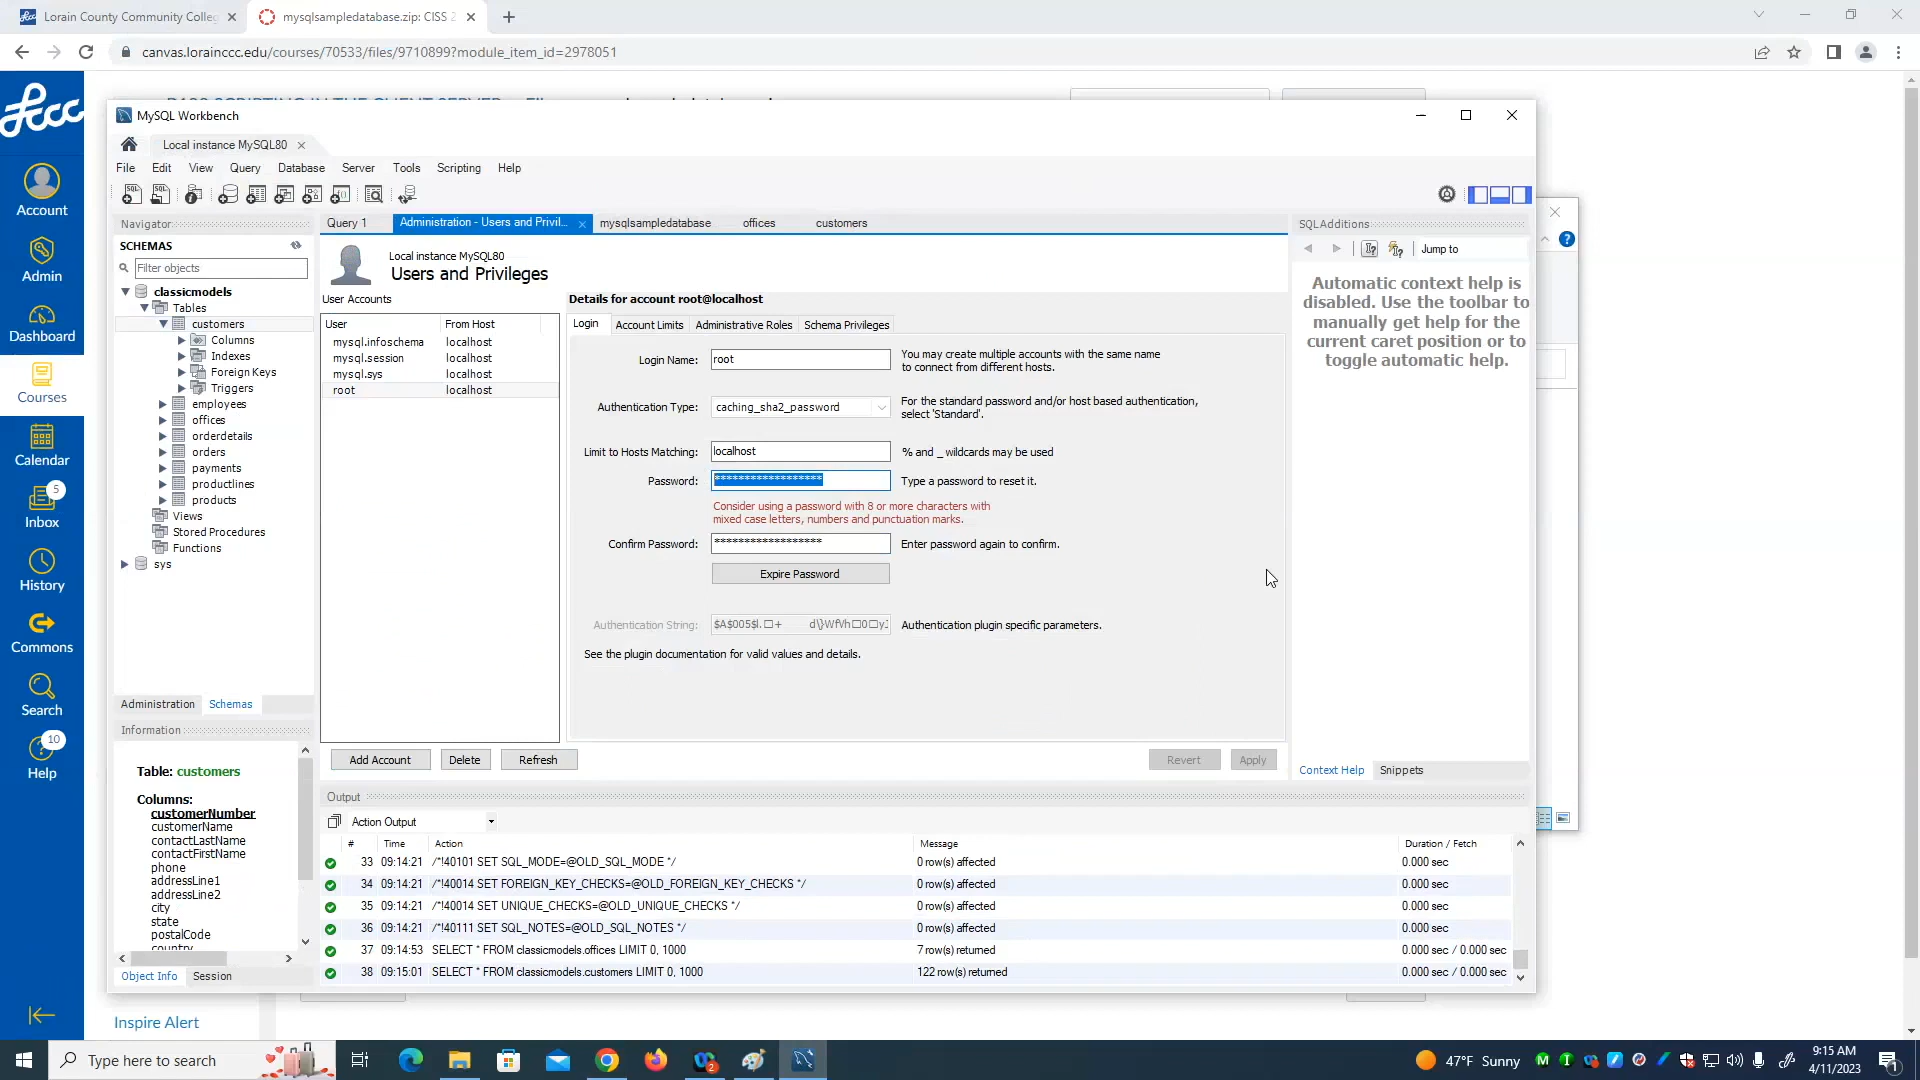 Lorain County Community Colle
mysqlsampledatabase.zip: CISS 2
canvas.lorainccc.edu/courses/70533/files/9710899?module_item_id=2978051
lccc
Account
Admin
Dashboard
Courses
Calendar
5
Inbox
History
Commons
Search
10
Help
MySQL Workbench
Local instance MySQL80
File Edit View Query Database Server Tools Scripting Help
Navigator
SCHEMAS
Filter objects
classicmodels
Tables
customers
Columns
Indexes
Foreign Keys
Triggers
employees
offices
orderdetails
orders
payments
productlines
products
Views
Stored Procedures
Functions
sys
Administration Schemas
Information
Table: customers
Columns:
customerNumber
customerName
contactLastName
contactFirstName
phone
addressLine1
addressLine2
city
state
postalCode
country
Object Info Session
Query 1 Administration - Users and Privil... mysqlsampledatabase offices customers
Local instance MySQL80
Users and Privileges
User Accounts
User From Host
mysql.infoschema localhost
mysql.session localhost
mysql.sys localhost
root localhost
Add Account Delete Refresh
Details for account root@localhost
Login Account Limits Administrative Roles Schema Privileges
Login Name: root You may create multiple accounts with the same name
to connect from different hosts.
Authentication Type: caching_sha2_password For the standard password and/or host based authentication,
select 'Standard'.
Limit to Hosts Matching: localhost % and _ wildcards may be used
Password: ****************** Type a password to reset it.
Consider using a password with 8 or more characters with
mixed case letters, numbers and punctuation marks.
Confirm Password: ****************** Enter password again to confirm.
Expire Password
Authentication String: Authentication plugin specific parameters.
See the plugin documentation for valid values and details.
Revert Apply
SQLAdditions
Jump to
Automatic context help is
disabled. Use the toolbar to
manually get help for the
current caret position or to
toggle automatic help.
Context Help Snippets
Output
Action Output
# Time Action Message Duration / Fetch
33 09:14:21 /*!40101 SET SQL_MODE=@OLD_SQL_MODE */ 0 row(s) affected 0.000 sec
34 09:14:21 /*!40014 SET FOREIGN_KEY_CHECKS=@OLD_FOREIGN_KEY_CHECKS */ 0 row(s) affected 0.000 sec
35 09:14:21 /*!40014 SET UNIQUE_CHECKS=@OLD_UNIQUE_CHECKS */ 0 row(s) affected 0.000 sec
36 09:14:21 /*!40111 SET SQL_NOTES=@OLD_SQL_NOTES */ 0 row(s) affected 0.000 sec
37 09:14:53 SELECT * FROM classicmodels.offices LIMIT 0, 1000 7 row(s) returned 0.000 sec / 0.000 sec
38 09:15:01 SELECT * FROM classicmodels.customers LIMIT 0, 1000 122 row(s) returned 0.000 sec / 0.000 sec
Inspire Alert
Type here to search
2
47°F Sunny
9:15 AM
4/11/2023
1